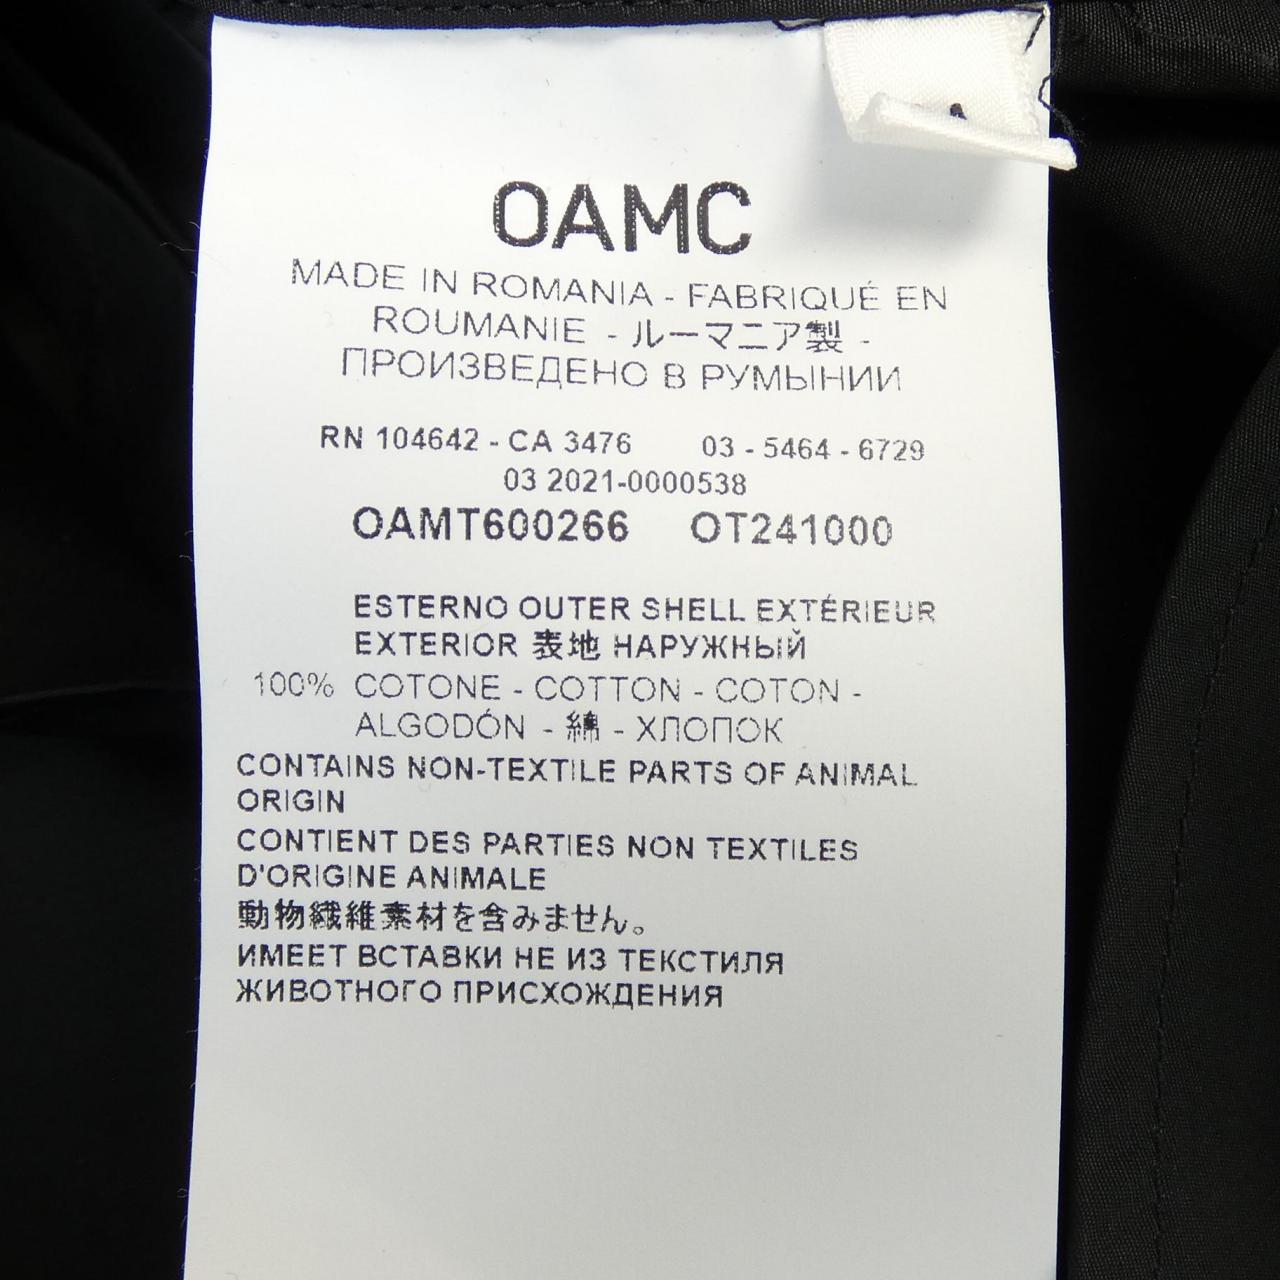 OAMC
MADE IN ROMANIA - FABRIQUÉ EN
ROUMANIE - ルーマニア製 -
ПРОИЗВЕДЕНО В РУМЫНИИ
RN 104642 - CA 3476 03 - 5464 - 6729
03 2021-0000538
OAMT600266 OT241000
ESTERNO OUTER SHELL EXTÉRIEUR
EXTERIOR 表地 НАРУЖНЫЙ
100% COTONE - COTTON - COTON -
ALGODÓN - 綿 - ХЛОПОК
CONTAINS NON-TEXTILE PARTS OF ANIMAL
ORIGIN
CONTIENT DES PARTIES NON TEXTILES
D'ORIGINE ANIMALE
動物繊維素材を含みません。
ИМЕЕТ ВСТАВКИ НЕ ИЗ ТЕКСТИЛЯ
ЖИВОТНОГО ПРИСХОЖДЕНИЯ